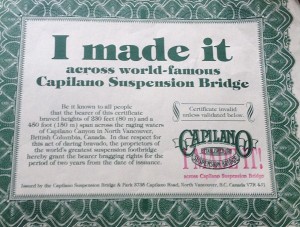 I made it
across world-famous
Capilano Suspension Bridge
Be it known to all people
that the bearer of this certificate
braved heights of 230 feet (80 m) and a
450 feet (180 m) span across the raging waters
of Capilano Canyon in North Vancouver,
British Columbia, Canada. In due respect for
this act of daring bravado, the proprietors of
the world's greatest suspension footbridge
hereby grant the bearer bragging rights for the
period of two years from the date of issuance.
Certificate invalid
unless validated below.
CAPILANO
across Capilano Suspension Bridge
Issued by the Capilano Suspension Bridge & Park 3735 Capilano Road, North Vancouver, B.C. Canada V7R 4J1